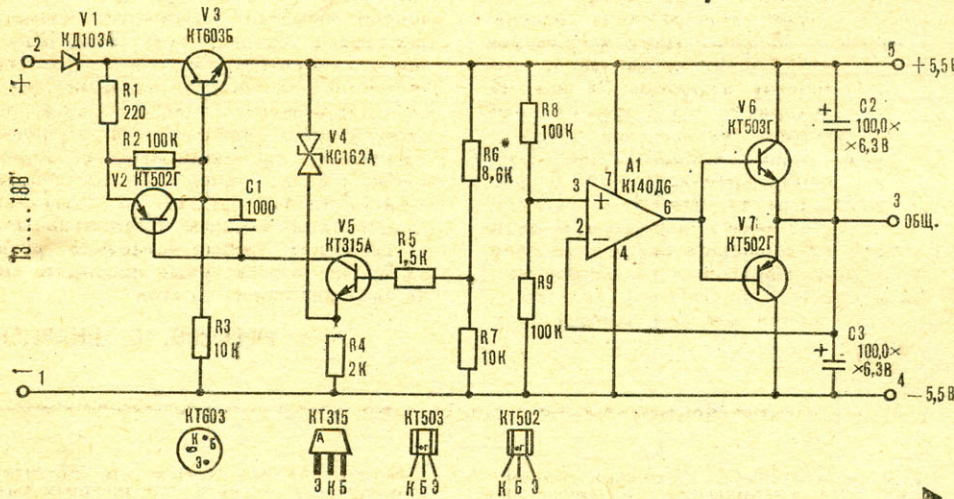 V1
КД103А
V3
КТ603Б
2
+
5
+5,5В
R1
220
R2 100К
V2 КТ502Г
C1
1000
V4
КС162А
R6*
8,6К
R8
100К
А1
К140Д6
7
3
+
2
−
6
4
V6
КТ503Г
C2
+
100,0×
×6,3В
3
ОБЩ.
13...18В
V5
КТ315А
R5
1,5К
V7
КТ502Г
R3
10К
R4
2К
R7
10К
R9
100К
C3
+
100,0×
×6,3В
−
1
4
−5,5В
КТ603
К Б
Э
КТ315
А
Э К Б
КТ503
Г
К Б Э
КТ502
Г
К Б Э